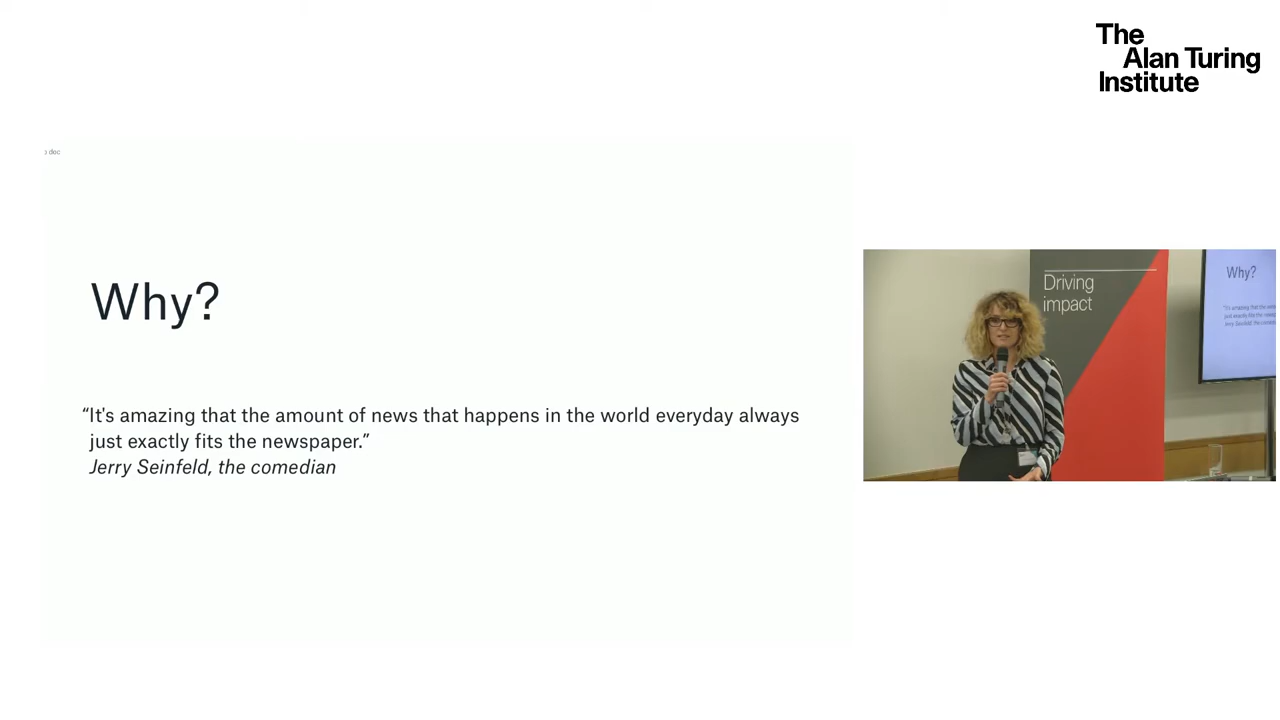 The
Alan Turing
Institute
doc
Why?
“It's amazing that the amount of news that happens in the world everyday always
just exactly fits the newspaper.”
Jerry Seinfeld, the comedian
Driving
impact
Why?